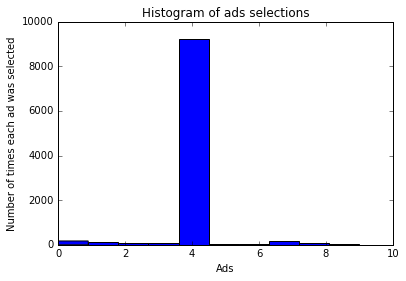 Histogram of ads selections
Number of times each ad was selected
10000
8000
6000
4000
2000
0
0 2 4 6 8 10
Ads